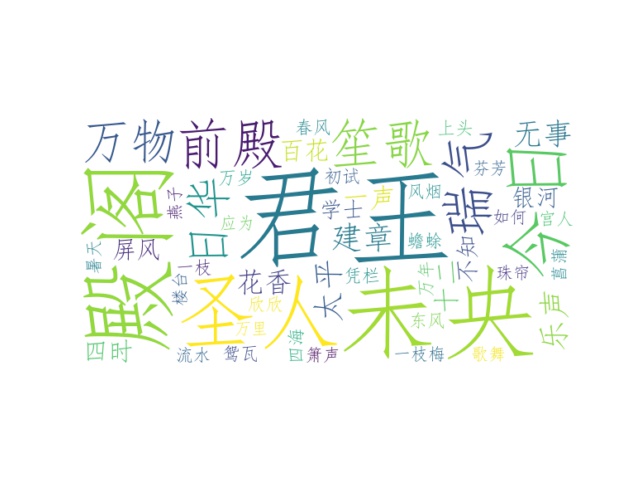 万物
前殿
春风
百花
笙歌
上头
瑞气
芬芳
无事
今日
银河
殿阁
燕子
日华
万岁
应为
君王
初试
学士
一声
风烟
建章
蟾蜍
不知
如何
宫人
菖蒲
暑天
屏风
楼台
一枝
花香
圣人
欣欣
万里
太平
凭栏
未央
万年
十二
东风
珠帘
乐声
四时
流水
鸳瓦
四海
箫声
一枝梅
歌舞